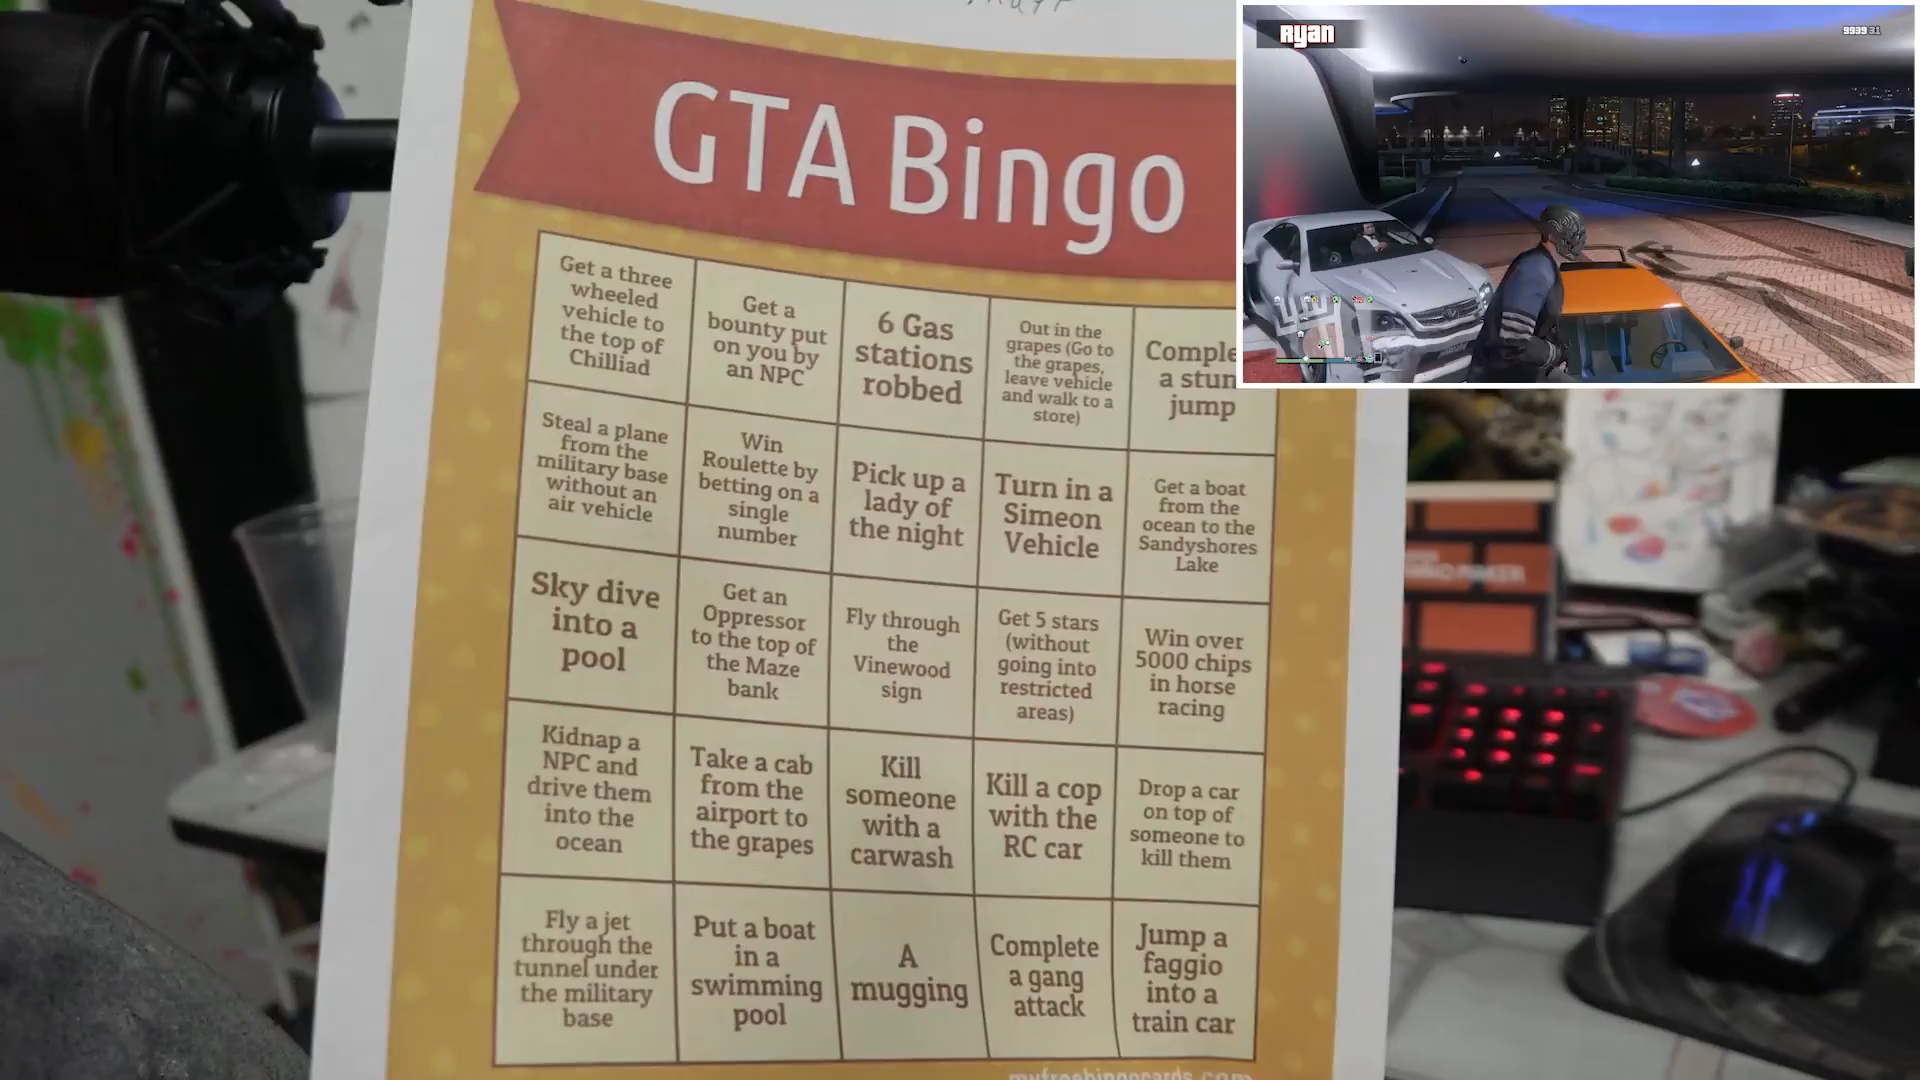 Ryan
GTA Bingo
Get a three
wheeled
vehicle to
the top of
Chilliad
Get a
bounty put
on you by
an NPC
6 Gas
stations
robbed
Out in the
grapes (Go to
the grapes,
leave vehicle
and walk to a
store)
Comple
a stun
jump
Steal a plane
from the
military base
without an
air vehicle
Win
Roulette by
betting on a
single
number
Pick up a
lady of
the night
Turn in a
Simeon
Vehicle
Get a boat
from the
ocean to the
Sandyshores
Lake
Sky dive
into a
pool
Get an
Oppressor
to the top of
the Maze
bank
Fly through
the
Vinewood
sign
Get 5 stars
(without
going into
restricted
areas)
Win over
5000 chips
in horse
racing
Kidnap a
NPC and
drive them
into the
ocean
Take a cab
from the
airport to
the grapes
Kill
someone
with a
carwash
Kill a cop
with the
RC car
Drop a car
on top of
someone to
kill them
Fly a jet
through the
tunnel under
the military
base
Put a boat
in a
swimming
pool
A
mugging
Complete
a gang
attack
Jump a
faggio
into a
train car
myfreebingocards.com